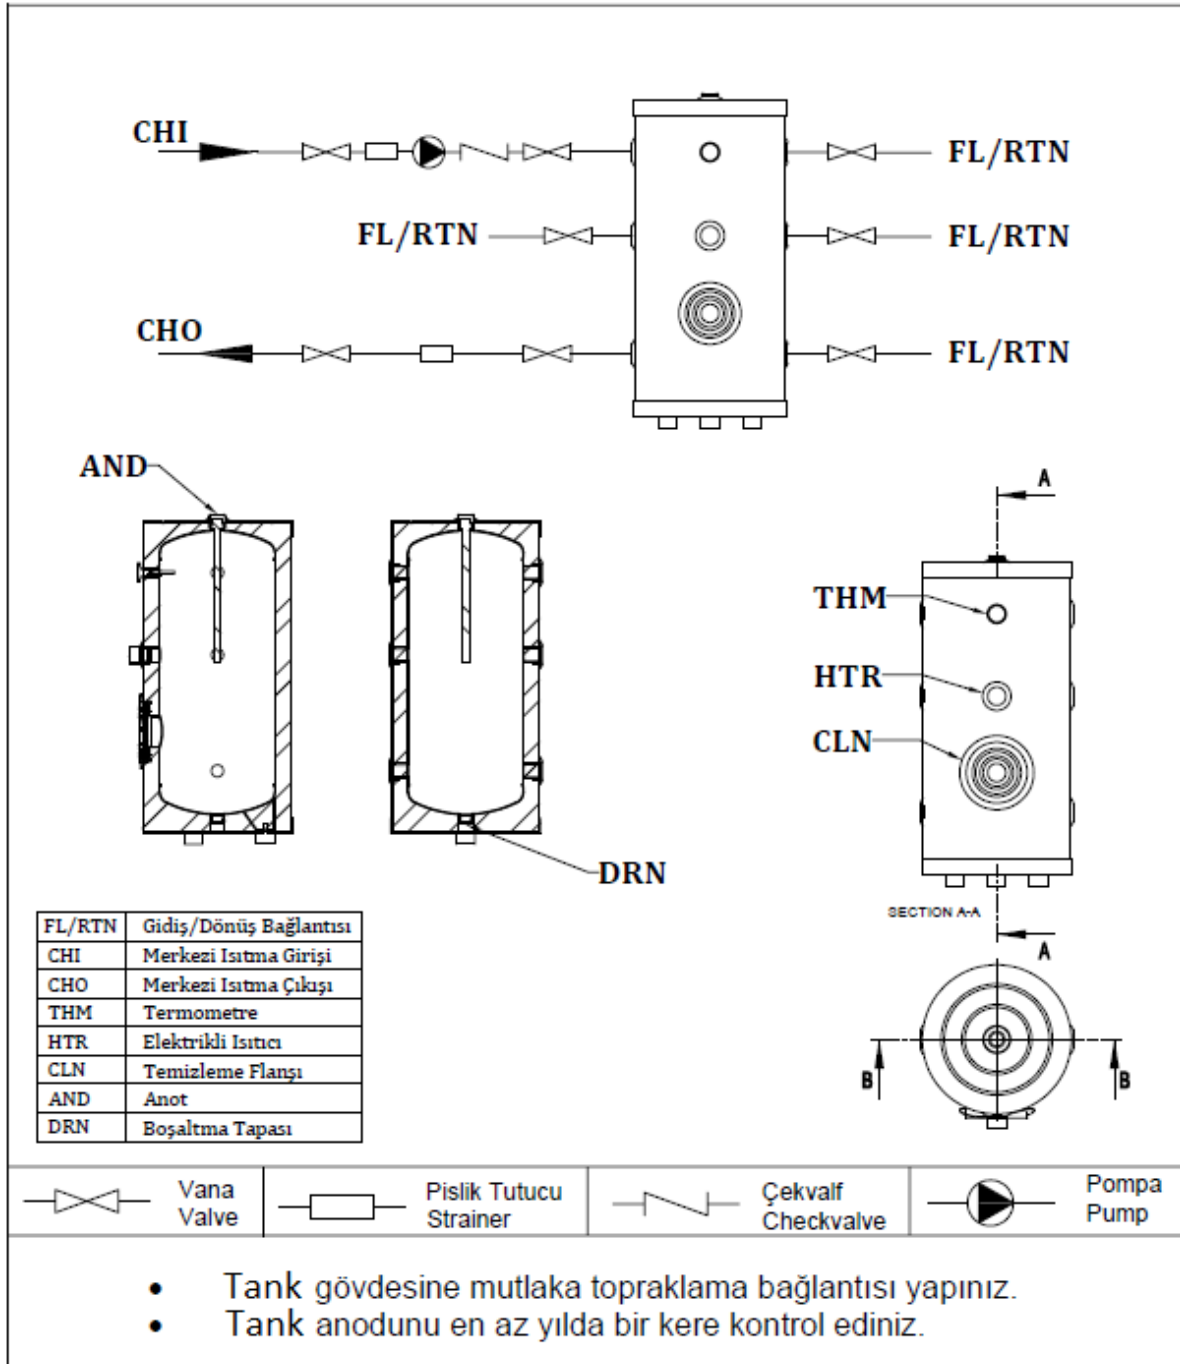 CHI
FL/RTN
FL/RTN
FL/RTN
CHO
FL/RTN
AND
A
THM
HTR
CLN
DRN
SECTION A-A
A
B
B
FL/RTN Gidiş/Dönüş Bağlantısı
CHI Merkezi Isıtma Girişi
CHO Merkezi Isıtma Çıkışı
THM Termometre
HTR Elektrikli Isıtıcı
CLN Temizleme Flanşı
AND Anot
DRN Boşaltma Tapası
Vana
Valve
Pislik Tutucu
Strainer
Çekvalf
Checkvalve
Pompa
Pump
• Tank gövdesine mutlaka topraklama bağlantısı yapınız.
• Tank anodunu en az yılda bir kere kontrol ediniz.